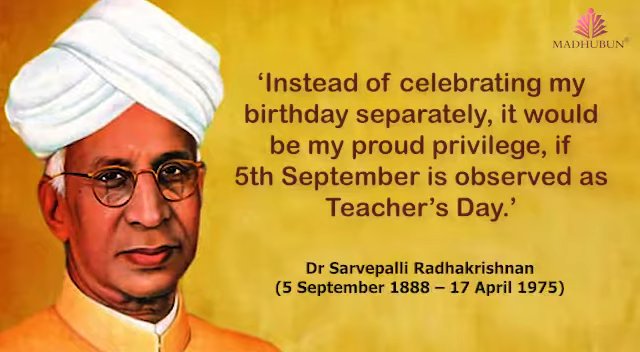 MADHUBUN®
‘Instead of celebrating my
birthday separately, it would
be my proud privilege, if
5th September is observed as
Teacher’s Day.’
Dr Sarvepalli Radhakrishnan
(5 September 1888 – 17 April 1975)